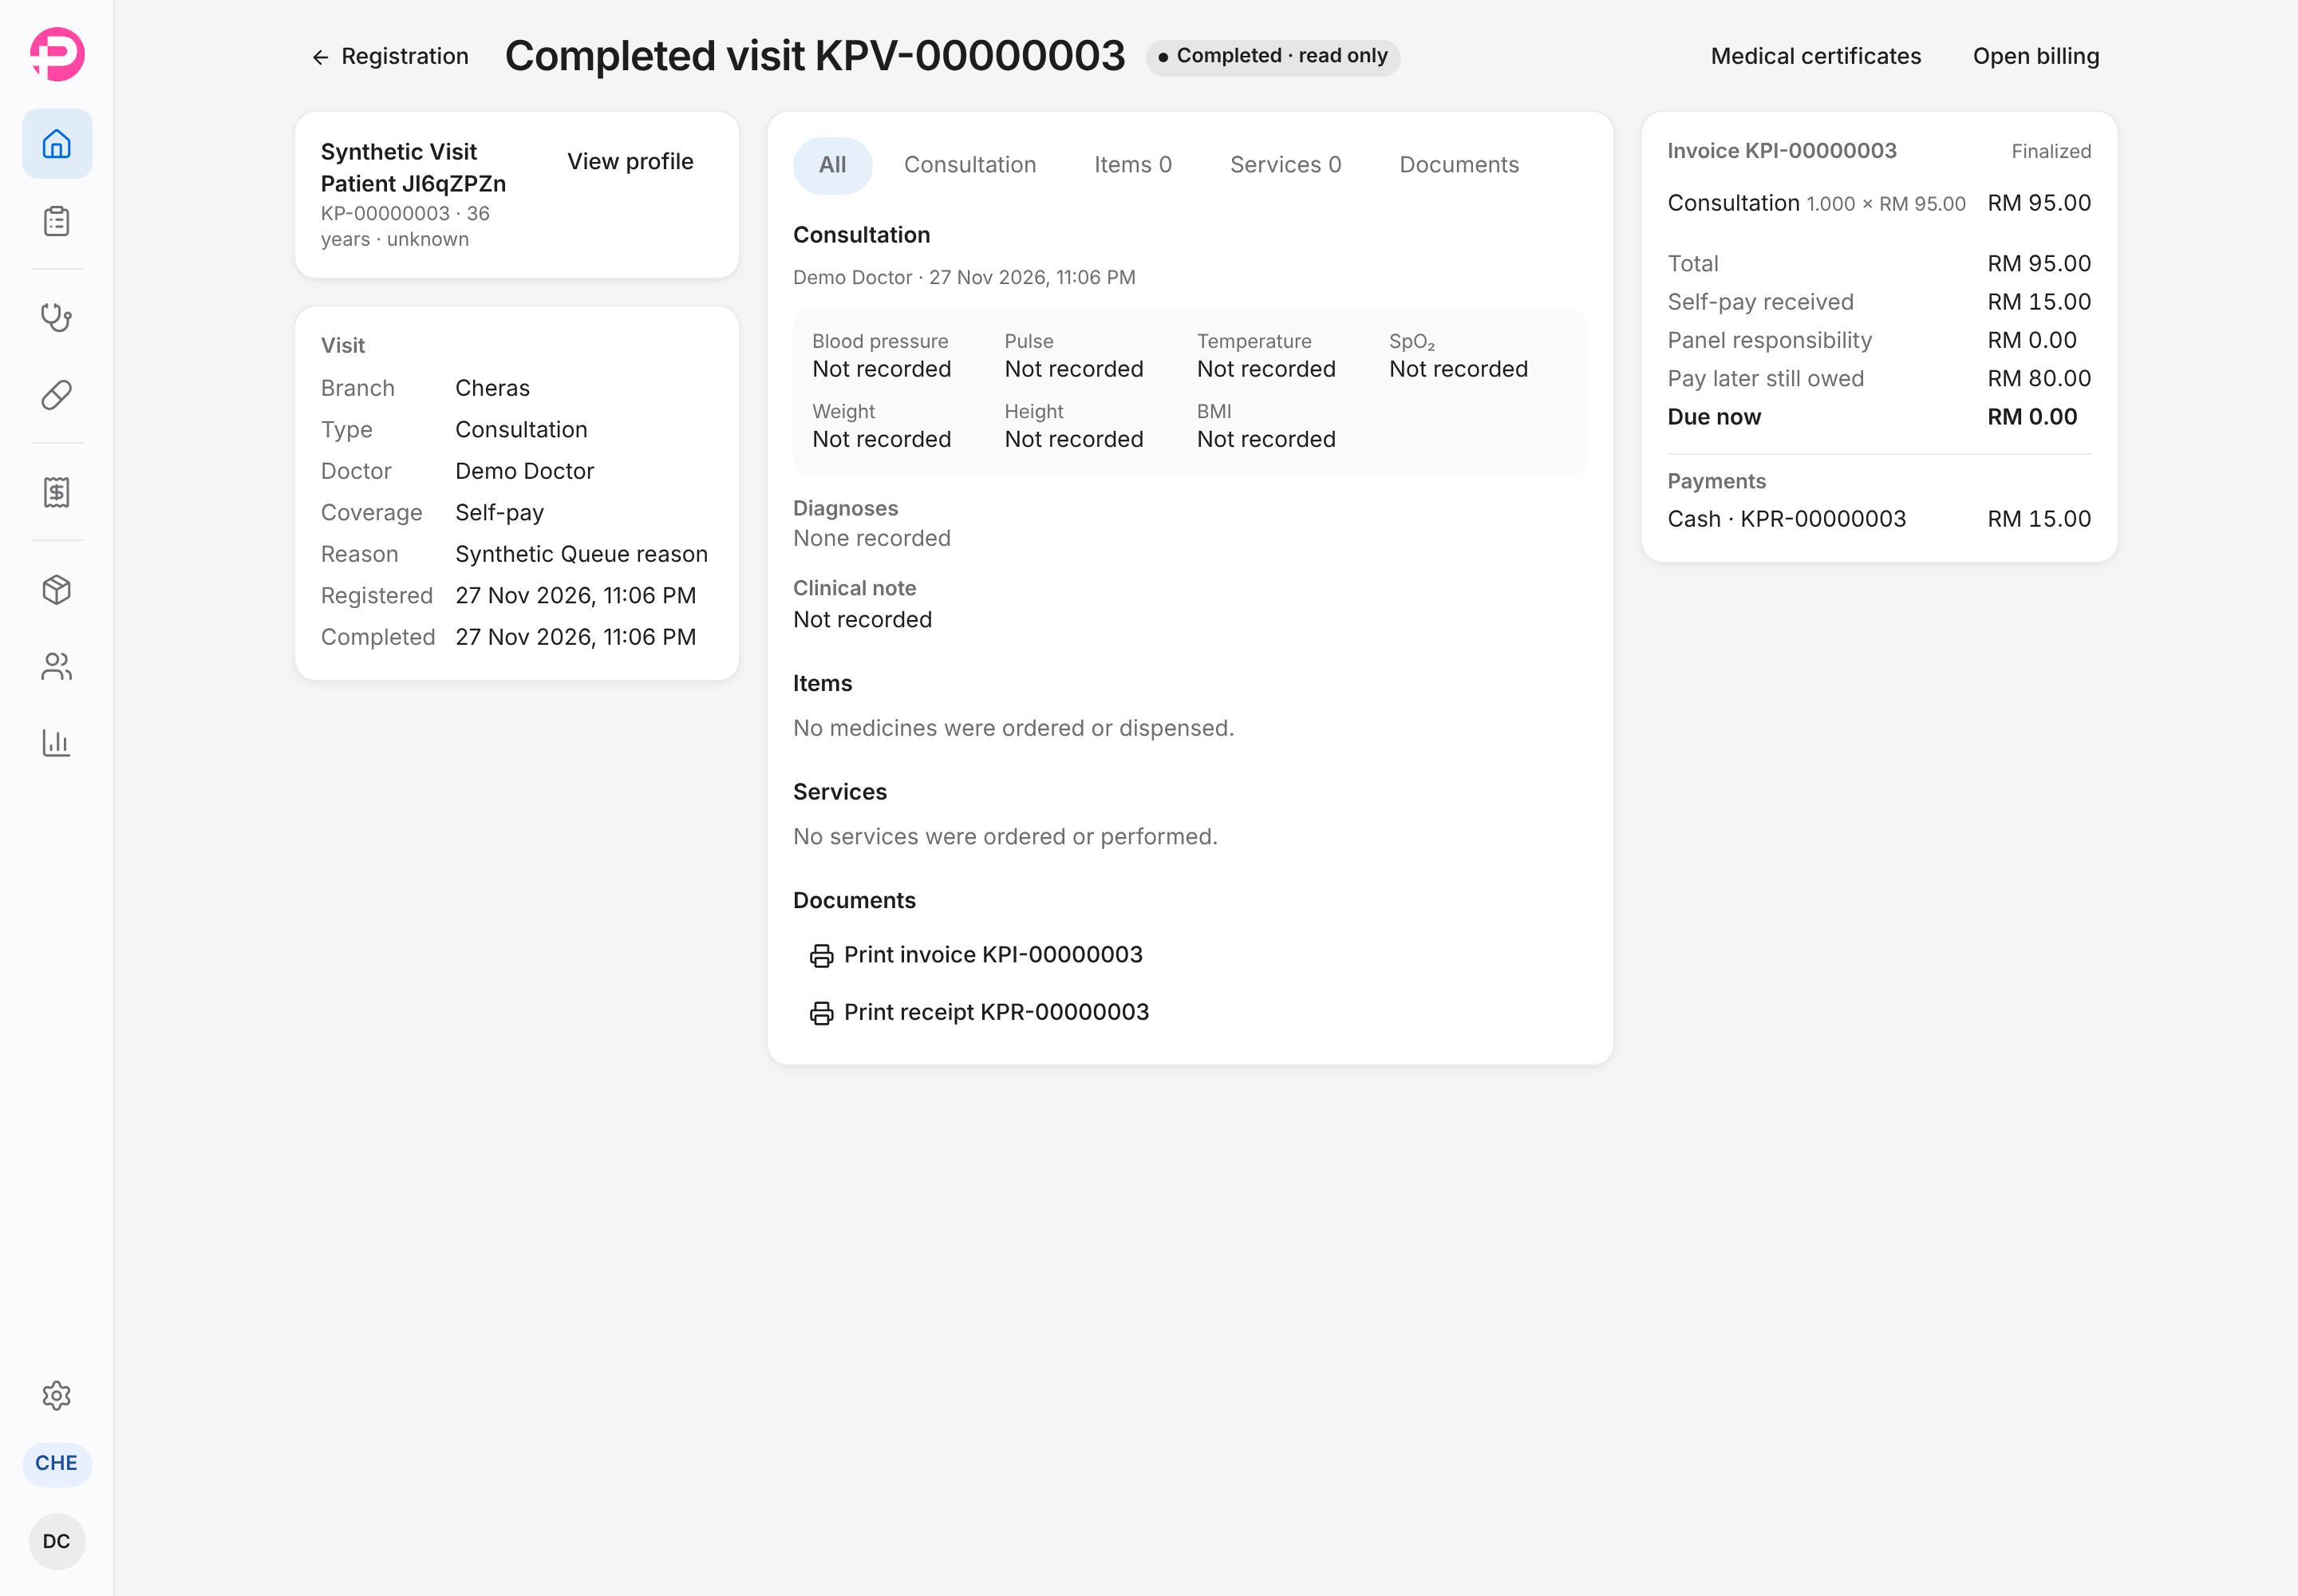 Registration
Completed visit KPV-00000003
Completed · read only
Medical certificates
Open billing
Synthetic Visit
Patient JI6qZPZn
KP-00000003 · 36
years · unknown
View profile
Visit
Branch Cheras
Type Consultation
Doctor Demo Doctor
Coverage Self-pay
Reason Synthetic Queue reason
Registered 27 Nov 2026, 11:06 PM
Completed 27 Nov 2026, 11:06 PM
All Consultation Items 0 Services 0 Documents
Consultation
Demo Doctor · 27 Nov 2026, 11:06 PM
Blood pressure Pulse Temperature SpO₂
Not recorded Not recorded Not recorded Not recorded
Weight Height BMI
Not recorded Not recorded Not recorded
Diagnoses
None recorded
Clinical note
Not recorded
Items
No medicines were ordered or dispensed.
Services
No services were ordered or performed.
Documents
Print invoice KPI-00000003
Print receipt KPR-00000003
Invoice KPI-00000003 Finalized
Consultation 1.000 × RM 95.00 RM 95.00
Total RM 95.00
Self-pay received RM 15.00
Panel responsibility RM 0.00
Pay later still owed RM 80.00
Due now RM 0.00
Payments
Cash · KPR-00000003 RM 15.00
CHE
DC